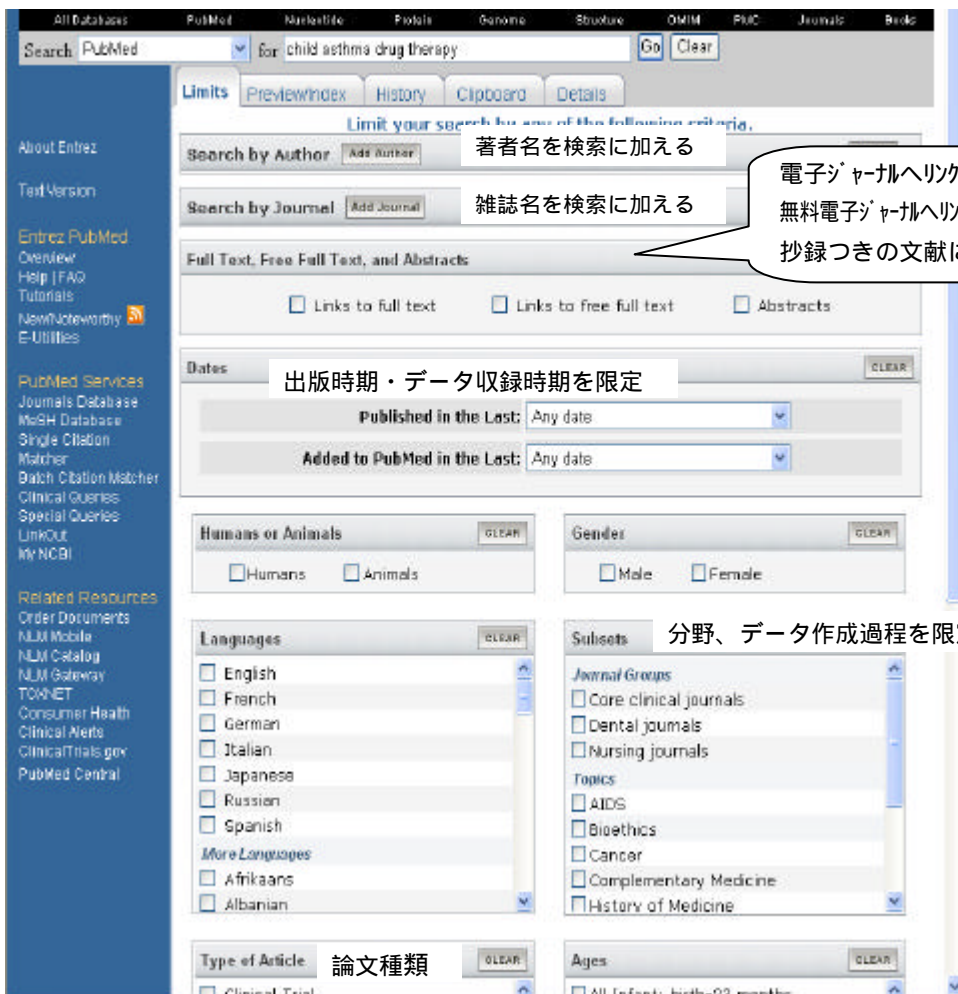 All Databases PubMed Nucleotide Protein Genome Structure OMIM PMC Journals Books
Search PubMed for child asthma drug therapy Go Clear
Limits Preview/Index History Clipboard Details
Limit your search by any of the following criteria.
About Entrez
Text Version
Entrez PubMed
Overview
Help | FAQ
Tutorials
New/Noteworthy
E-Utilities
PubMed Services
Journals Database
MeSH Database
Single Citation
Matcher
Batch Citation Matcher
Clinical Queries
Special Queries
LinkOut
My NCBI
Related Resources
Order Documents
NLM Mobile
NLM Catalog
NLM Gateway
TOXNET
Consumer Health
Clinical Alerts
ClinicalTrials.gov
PubMed Central
Search by Author Add Author 著者名を検索に加える
Search by Journal Add Journal 雑誌名を検索に加える
電子ジャーナルへリンク
無料電子ジャーナルへリン
抄録つきの文献に
Full Text, Free Full Text, and Abstracts
Links to full text Links to free full text Abstracts
Dates 出版時期・データ収録時期を限定 CLEAR
Published in the Last: Any date
Added to PubMed in the Last: Any date
Humans or Animals CLEAR
Humans Animals
Gender CLEAR
Male Female
Languages CLEAR
English
French
German
Italian
Japanese
Russian
Spanish
More Languages
Afrikaans
Albanian
Subsets 分野、データ作成過程を限
Journal Groups
Core clinical journals
Dental journals
Nursing journals
Topics
AIDS
Bioethics
Cancer
Complementary Medicine
History of Medicine
Type of Article 論文種類 CLEAR
Clinical Trial
Ages CLEAR
All Infant: birth-23 months